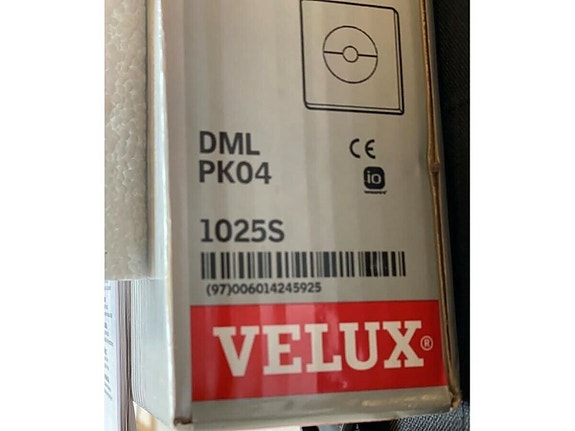 DML
PK04
CE
io
1025S
(97)006014245925
VELUX®